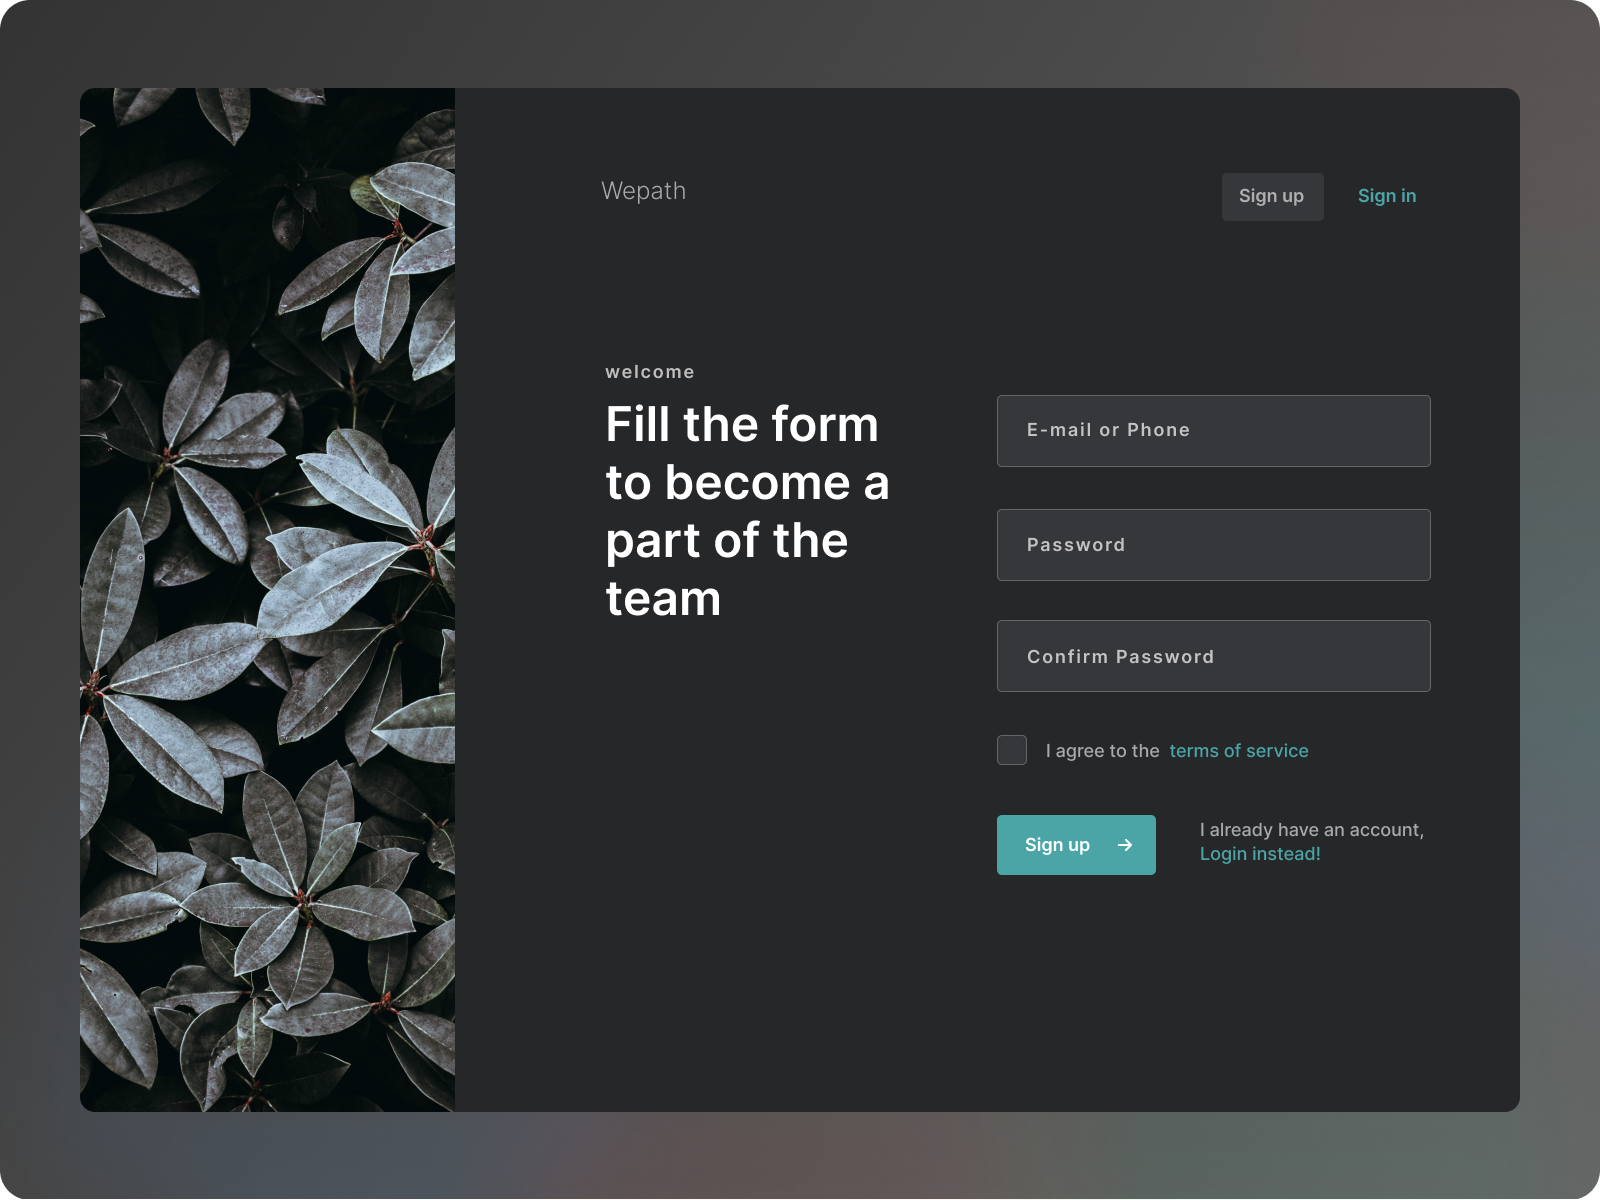 Wepath
Sign up
Sign in
welcome
Fill the form
to become a
part of the
team
E-mail or Phone
Password
Confirm Password
I agree to the terms of service
Sign up
I already have an account,
Login instead!